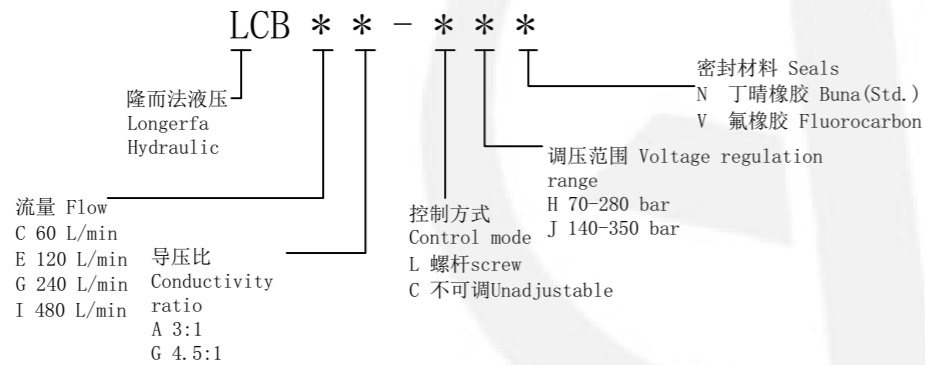 LCB * * - * * *
隆而法液压
Longerfa
Hydraulic
流量 Flow
C 60 L/min
E 120 L/min
G 240 L/min
I 480 L/min
导压比
Conductivity
ratio
A 3:1
G 4.5:1
控制方式
Control mode
L 螺杆screw
C 不可调Unadjustable
调压范围 Voltage regulation
range
H 70-280 bar
J 140-350 bar
密封材料 Seals
N 丁晴橡胶 Buna(Std.)
V 氟橡胶 Fluorocarbon